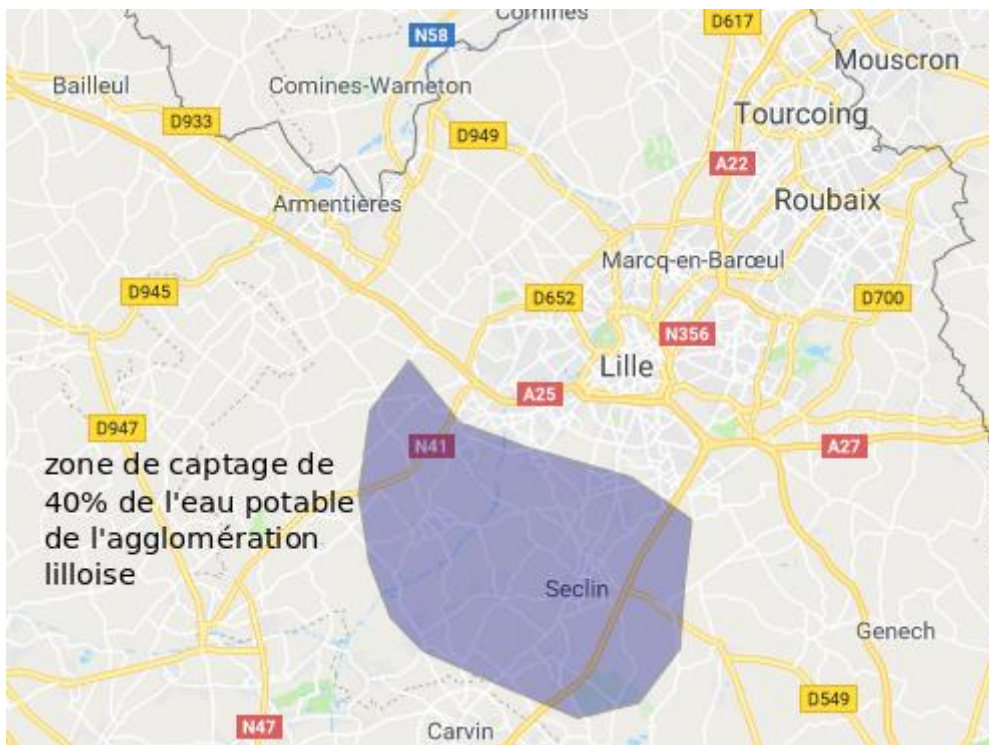 Comines
D617
N58
Mouscron
Bailleul
Comines-Warneton
Tourcoing
D933
D949
A22
Armentières
Roubaix
Marcq-en-Barœul
D945
D652
D700
N356
Lille
A25
D947
N41
A27
zone de captage de
40% de l'eau potable
de l'agglomération
lilloise
Seclin
Genech
D549
N47
Carvin